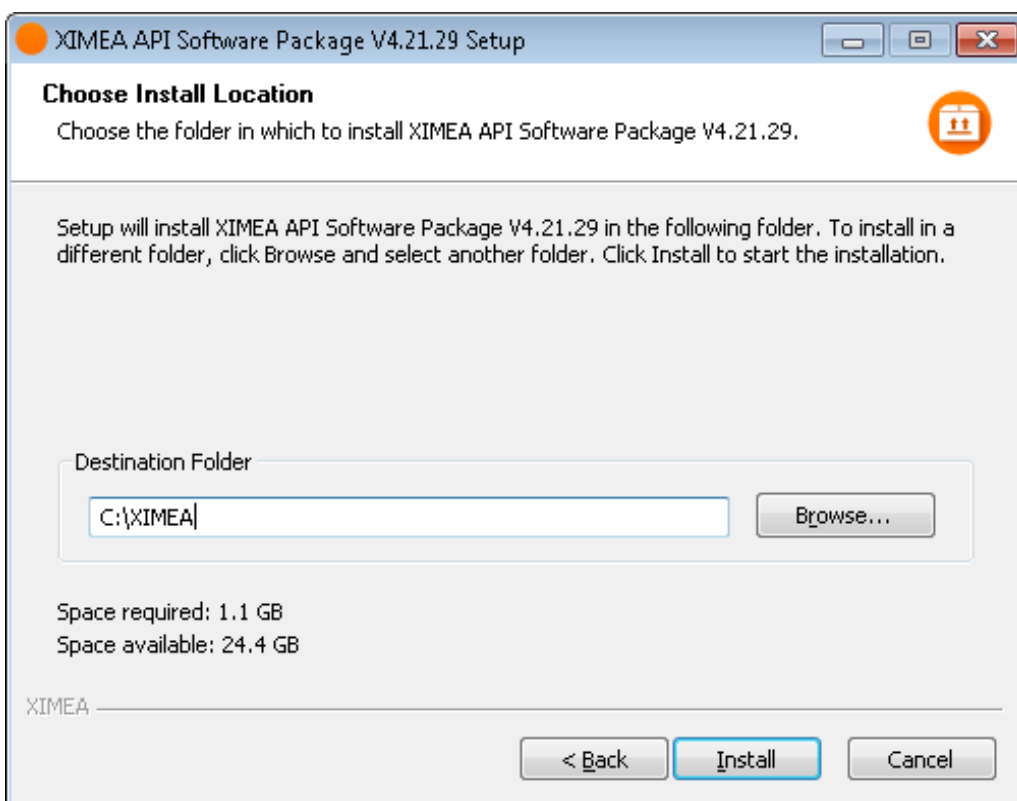 XIMEA API Software Package V4.21.29 Setup
Choose Install Location
Choose the folder in which to install XIMEA API Software Package V4.21.29.
Setup will install XIMEA API Software Package V4.21.29 in the following folder. To install in a
different folder, click Browse and select another folder. Click Install to start the installation.
Destination Folder
C:\XIMEA
Browse...
Space required: 1.1 GB
Space available: 24.4 GB
XIMEA
< Back
Install
Cancel